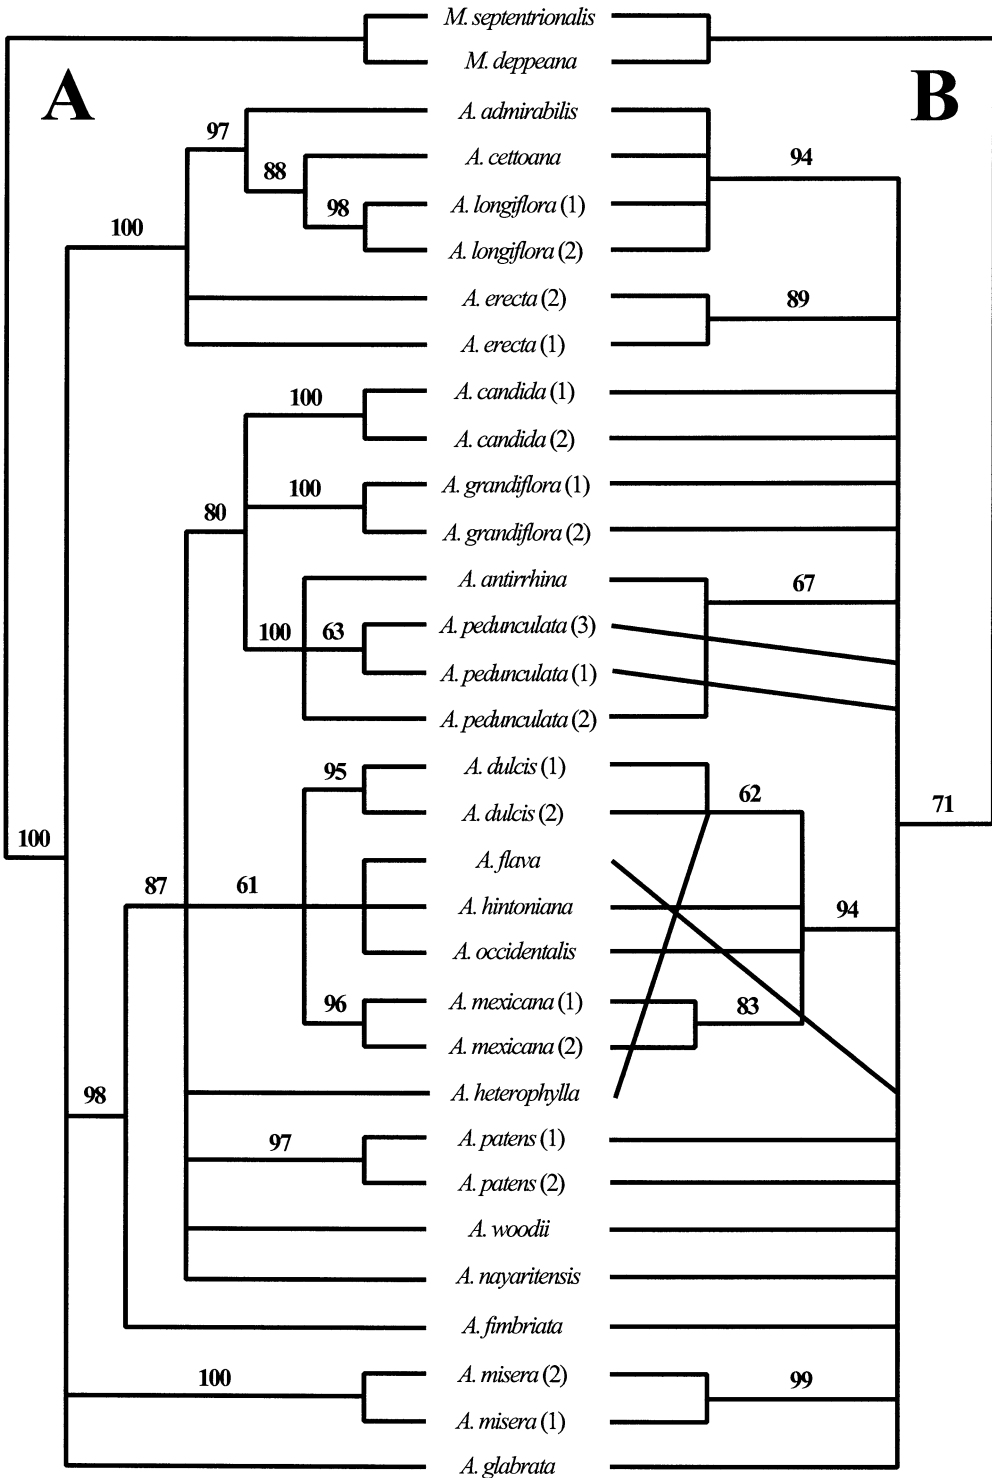 M. septentrionalis
M. deppeana
A
B
A. admirabilis
97
A. cettoana
94
88
98
A. longiflora (1)
100
A. longiflora (2)
A. erecta (2)
89
A. erecta (1)
100
A. candida (1)
A. candida (2)
100
A. grandiflora (1)
80
A. grandiflora (2)
A. antirrhina
67
100
63
A. pedunculata (3)
A. pedunculata (1)
A. pedunculata (2)
95
A. dulcis (1)
62
A. dulcis (2)
71
100
A. flava
87
61
A. hintoniana
94
A. occidentalis
96
A. mexicana (1)
83
A. mexicana (2)
98
A. heterophylla
97
A. patens (1)
A. patens (2)
A. woodii
A. nayaritensis
A. fimbriata
100
A. misera (2)
99
A. misera (1)
A. glabrata